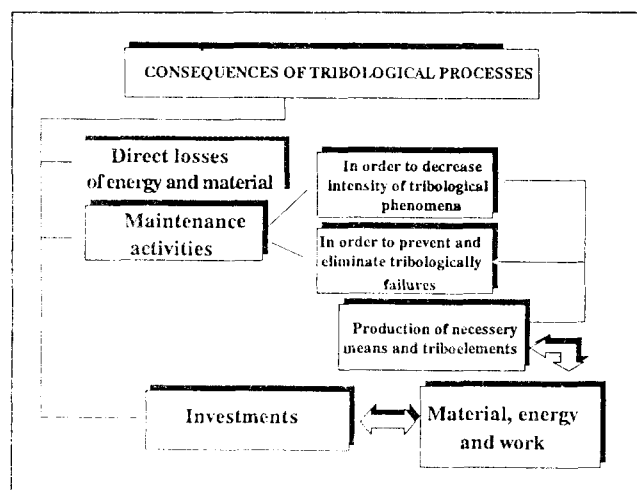 CONSEQUENCES OF TRIBOLOGICAL PROCESSES
Direct losses
of energy and material
Maintenance
activities
In order to decrease
intensity of tribological
phenomena
In order to prevent and
eliminate tribologically
failures
Production of necessery
means and triboelements
Investments
Material, energy
and work